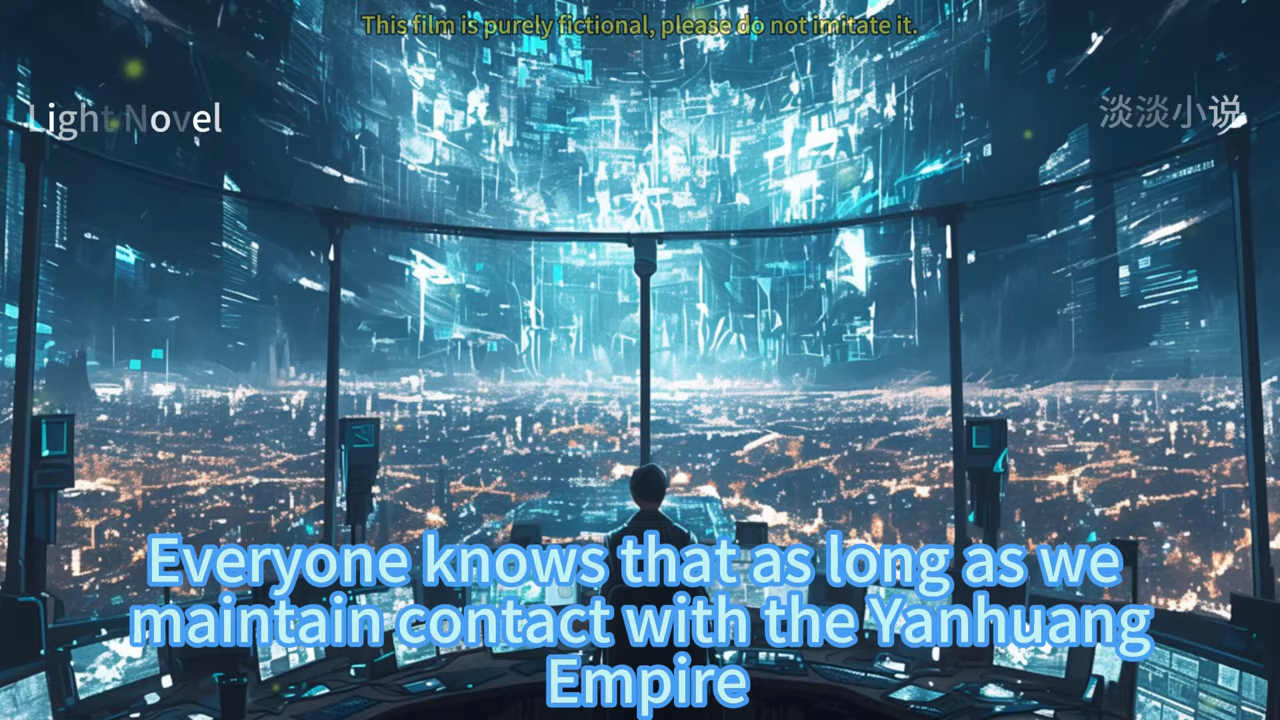 This film is purely fictional, please do not imitate it.
Light Novel
淡淡小说
Everyone knows that as long as we
maintain contact with the Yanhuang
Empire